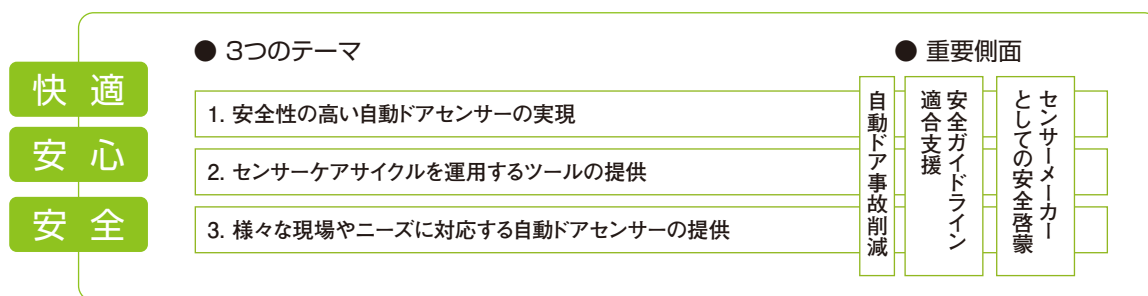 快適
安心
安全
● 3つのテーマ
1. 安全性の高い自動ドアセンサーの実現
2. センサーケアサイクルを運用するツールの提供
3. 様々な現場やニーズに対応する自動ドアセンサーの提供
● 重要側面
自動ドア事故削減
安全ガイドライン
適合支援
センサーメーカー
としての安全啓蒙